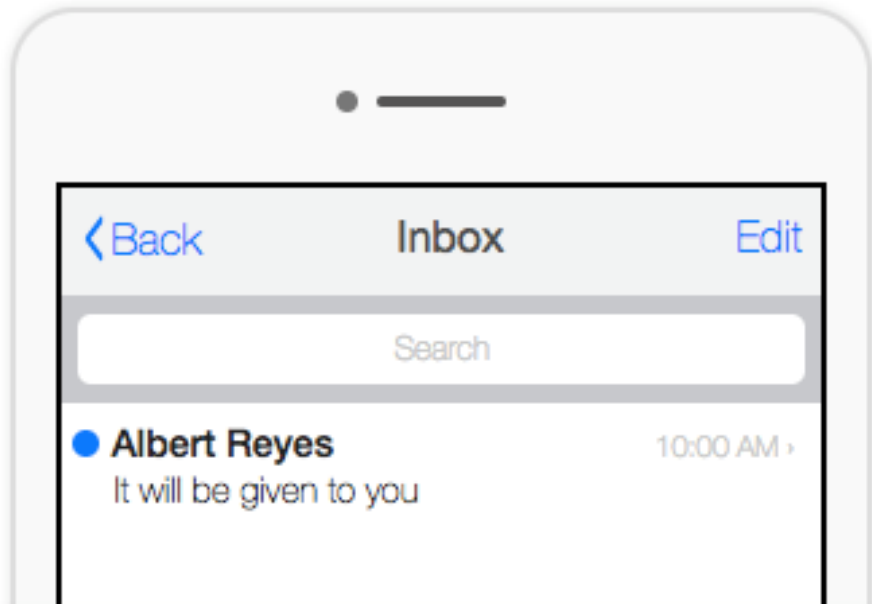 Back Inbox Edit
Search
Albert Reyes 10:00 AM ›
It will be given to you